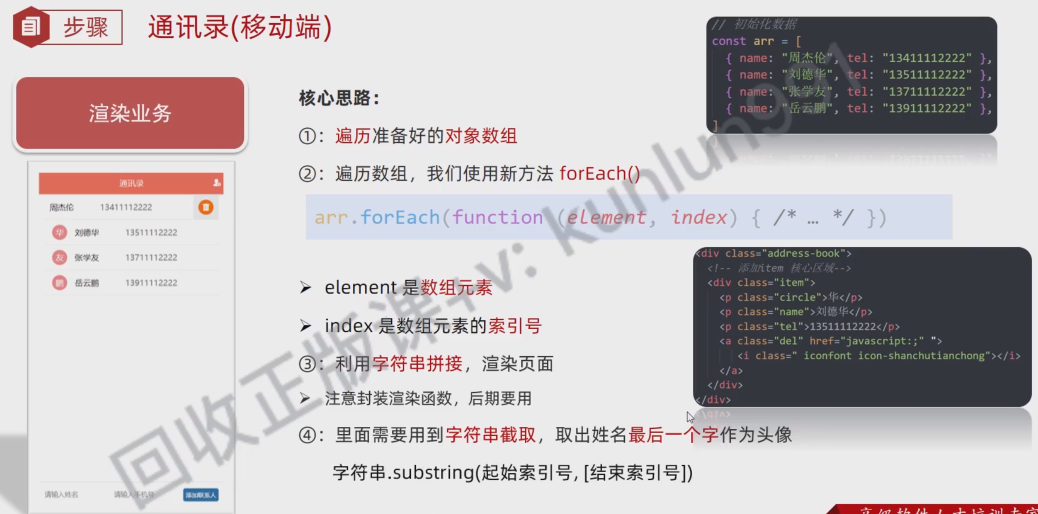 步骤
通讯录(移动端)
渲染业务
通讯录
周杰伦 13411112222
华 刘德华 13511112222
友 张学友 13711112222
鹏 岳云鹏 13911112222
请输入姓名 请输入手机号 添加联系人
核心思路：
①：遍历准备好的对象数组
②：遍历数组，我们使用新方法 forEach()
arr.forEach(function (element, index) { /* … */ })
➢ element 是数组元素
➢ index 是数组元素的索引号
③：利用字符串拼接，渲染页面
➢ 注意封装渲染函数，后期要用
④：里面需要用到字符串截取，取出姓名最后一个字作为头像
字符串.substring(起始索引号, [结束索引号])
// 初始化数据
const arr = [
{ name: "周杰伦", tel: "13411112222" },
{ name: "刘德华", tel: "13511112222" },
{ name: "张学友", tel: "13711112222" },
{ name: "岳云鹏", tel: "13911112222" },
]
<div class="address-book">
<!-- 添加item 核心区域-->
<div class="item">
<p class="circle">华</p>
<p class="name">刘德华</p>
<p class="tel">13511112222</p>
<a class="del" href="javascript:;" ">
<i class=" iconfont icon-shanchutianchong"></i>
</a>
</div>
</div>
回收正版课+v: kunlun991
高级软件人才培训专家